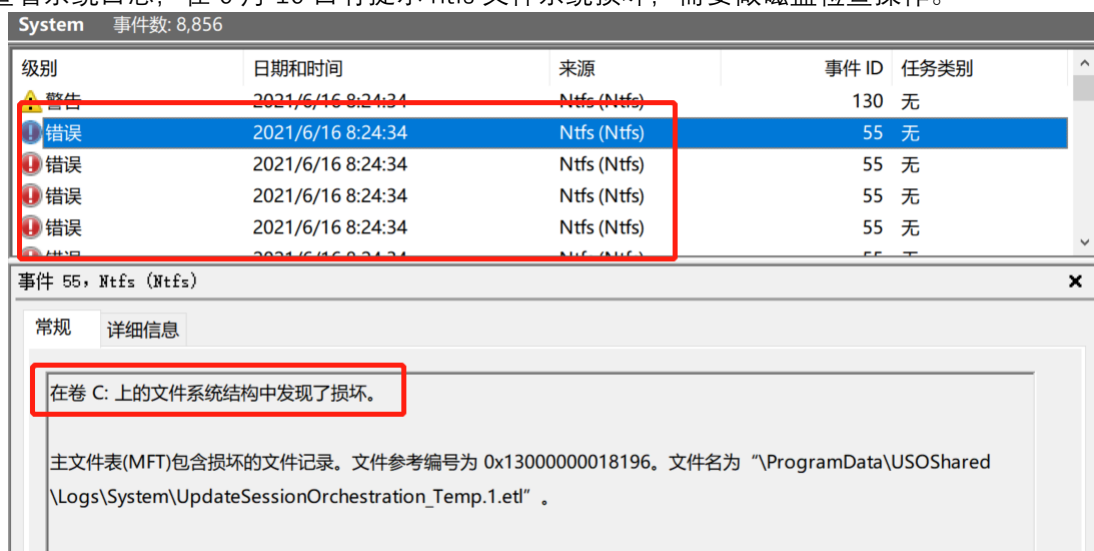 System 事件数: 8,856
级别 日期和时间 来源 事件 ID 任务类别
警告 2021/6/16 8:24:34 Ntfs (Ntfs) 130 无
错误 2021/6/16 8:24:34 Ntfs (Ntfs) 55 无
错误 2021/6/16 8:24:34 Ntfs (Ntfs) 55 无
错误 2021/6/16 8:24:34 Ntfs (Ntfs) 55 无
错误 2021/6/16 8:24:34 Ntfs (Ntfs) 55 无
事件 55，Ntfs (Ntfs)
常规 详细信息
在卷 C: 上的文件系统结构中发现了损坏。
主文件表(MFT)包含损坏的文件记录。文件参考编号为 0x13000000018196。文件名为“\ProgramData\USOShared
\Logs\System\UpdateSessionOrchestration_Temp.1.etl”。